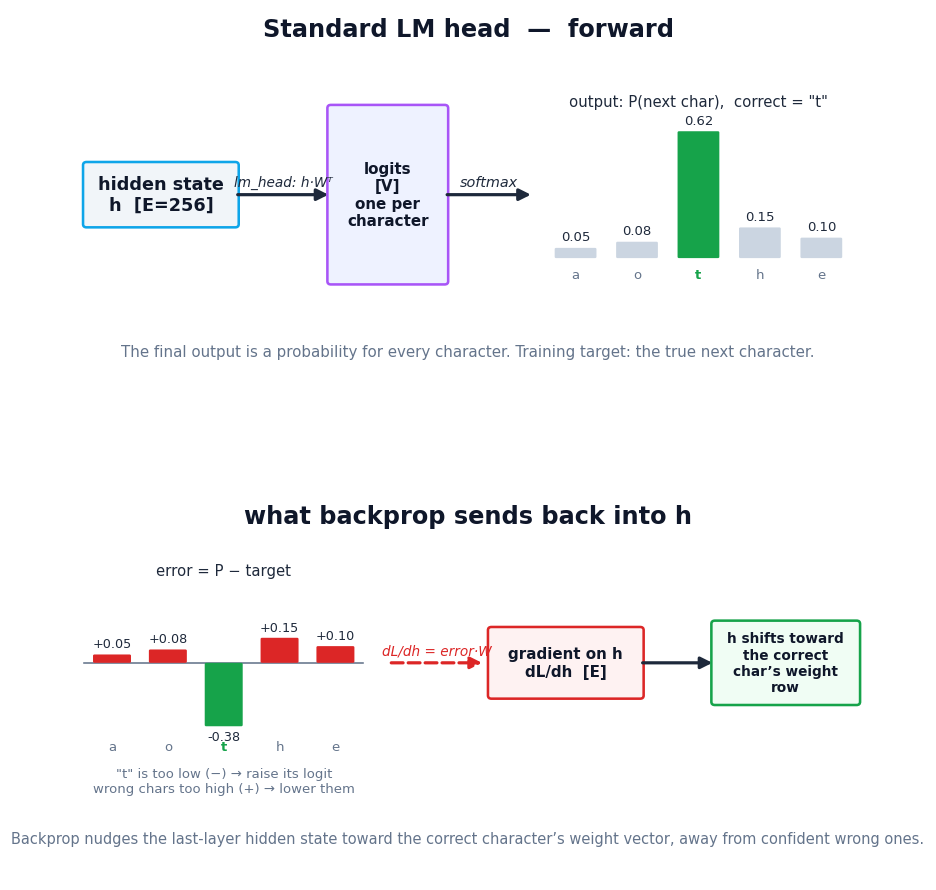 Standard LM head — forward
output: P(next char), correct = "t"
0.62
hidden state
h [E=256]
lm_head: h·Wᵀ
logits
[V]
one per
character
softmax
0.05
0.08
0.15
0.10
a
o
t
h
e
The final output is a probability for every character. Training target: the true next character.
what backprop sends back into h
error = P − target
+0.05
+0.08
+0.15
+0.10
-0.38
a
o
t
h
e
"t" is too low (−) → raise its logit
wrong chars too high (+) → lower them
dL/dh = error·W
gradient on h
dL/dh [E]
h shifts toward
the correct
char’s weight
row
Backprop nudges the last-layer hidden state toward the correct character’s weight vector, away from confident wrong ones.